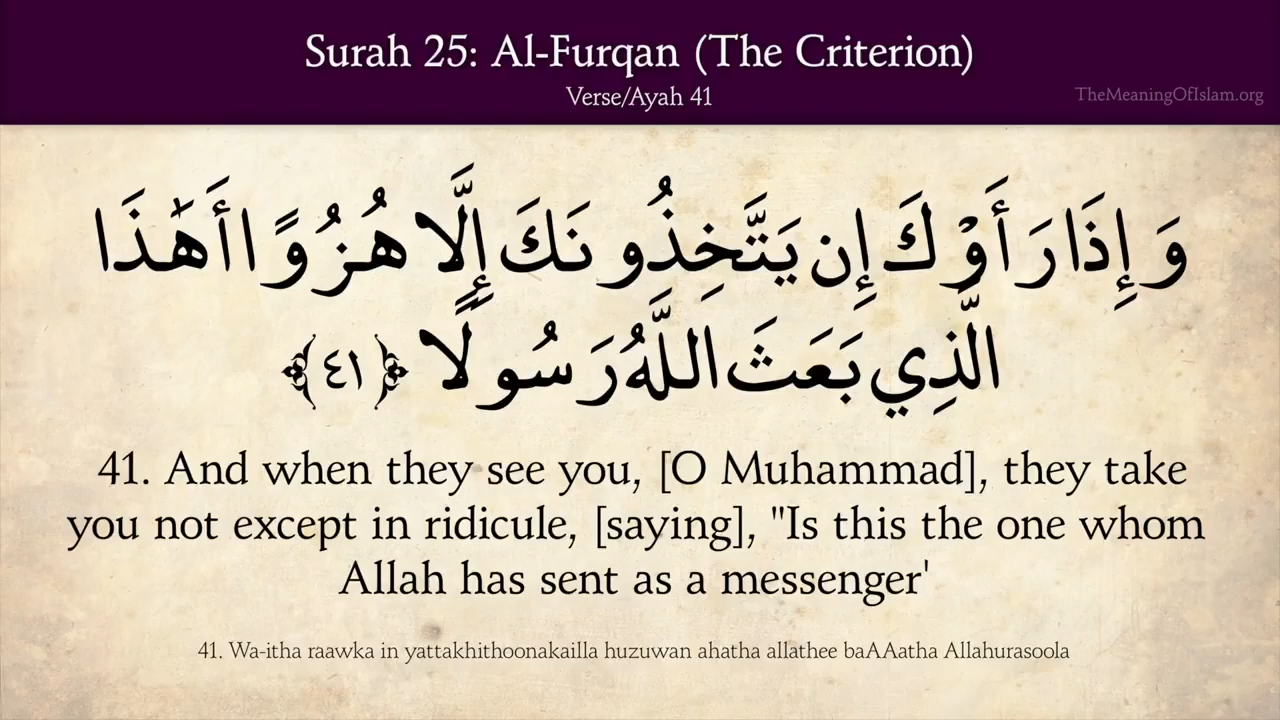 Surah 25: Al-Furqan (The Criterion)
Verse/Ayah 41
TheMeaningOfIslam.org
وَإِذَا رَأَوْكَ إِن يَتَّخِذُونَكَ إِلَّا هُزُوًا أَهَٰذَا
الَّذِي بَعَثَ اللَّهُ رَسُولًا ﴿٤١﴾
41. And when they see you, [O Muhammad], they take
you not except in ridicule, [saying], "Is this the one whom
Allah has sent as a messenger'
41. Wa-itha raawka in yattakhithoonakailla huzuwan ahatha allathee baAAatha Allahurasoola